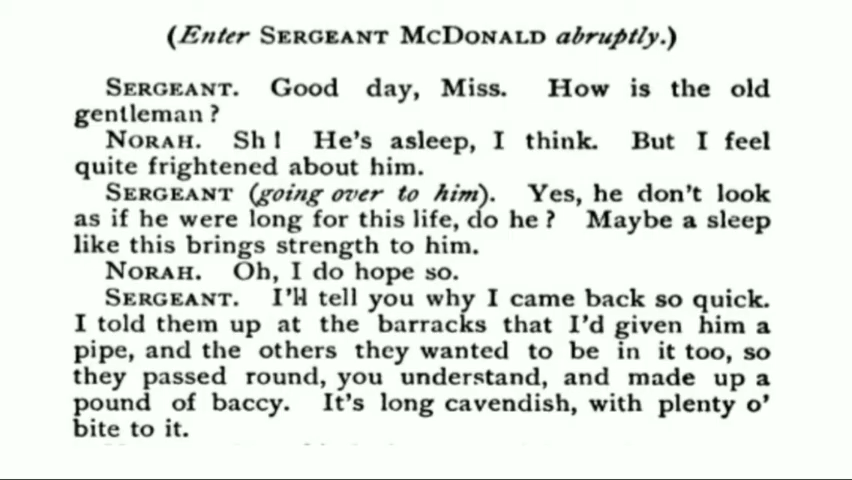 (Enter SERGEANT McDONALD abruptly.)
SERGEANT. Good day, Miss. How is the old
gentleman?
NORAH. Sh! He's asleep, I think. But I feel
quite frightened about him.
SERGEANT (going over to him). Yes, he don't look
as if he were long for this life, do he? Maybe a sleep
like this brings strength to him.
NORAH. Oh, I do hope so.
SERGEANT. I'll tell you why I came back so quick.
I told them up at the barracks that I'd given him a
pipe, and the others they wanted to be in it too, so
they passed round, you understand, and made up a
pound of baccy. It's long cavendish, with plenty o'
bite to it.